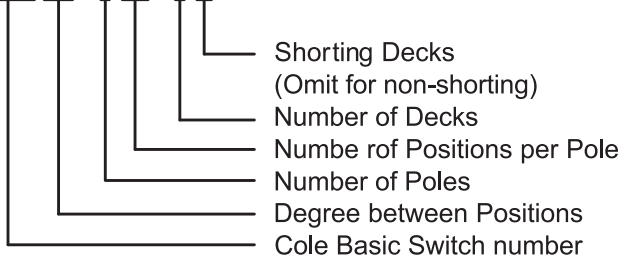 Shorting Decks
(Omit for non-shorting)
Number of Decks
Numbe rof Positions per Pole
Number of Poles
Degree between Positions
Cole Basic Switch number